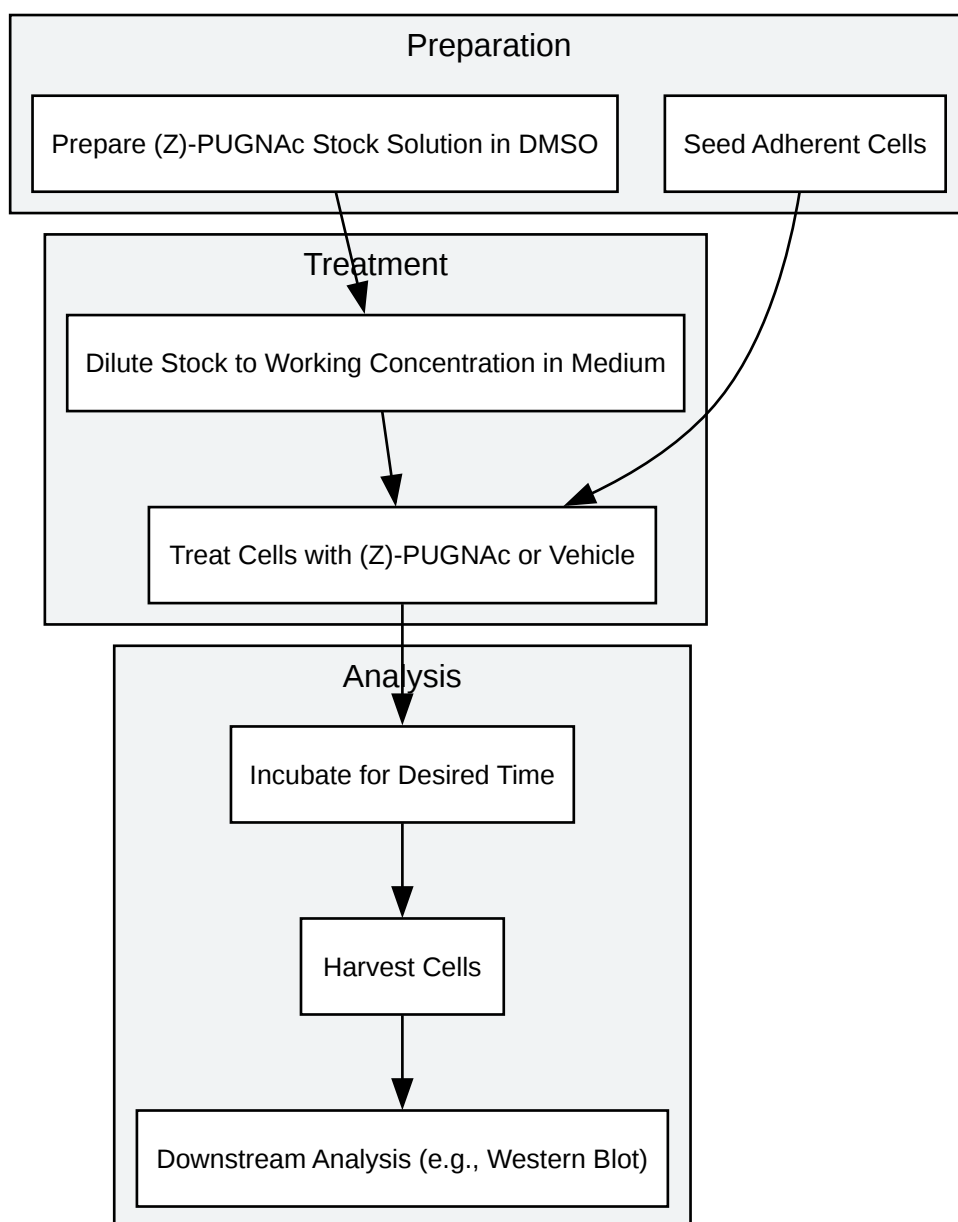 Preparation
Prepare (Z)-PUGNAc Stock Solution in DMSO
Seed Adherent Cells
Treatment
Dilute Stock to Working Concentration in Medium
Treat Cells with (Z)-PUGNAc or Vehicle
Analysis
Incubate for Desired Time
Harvest Cells
Downstream Analysis (e.g., Western Blot)